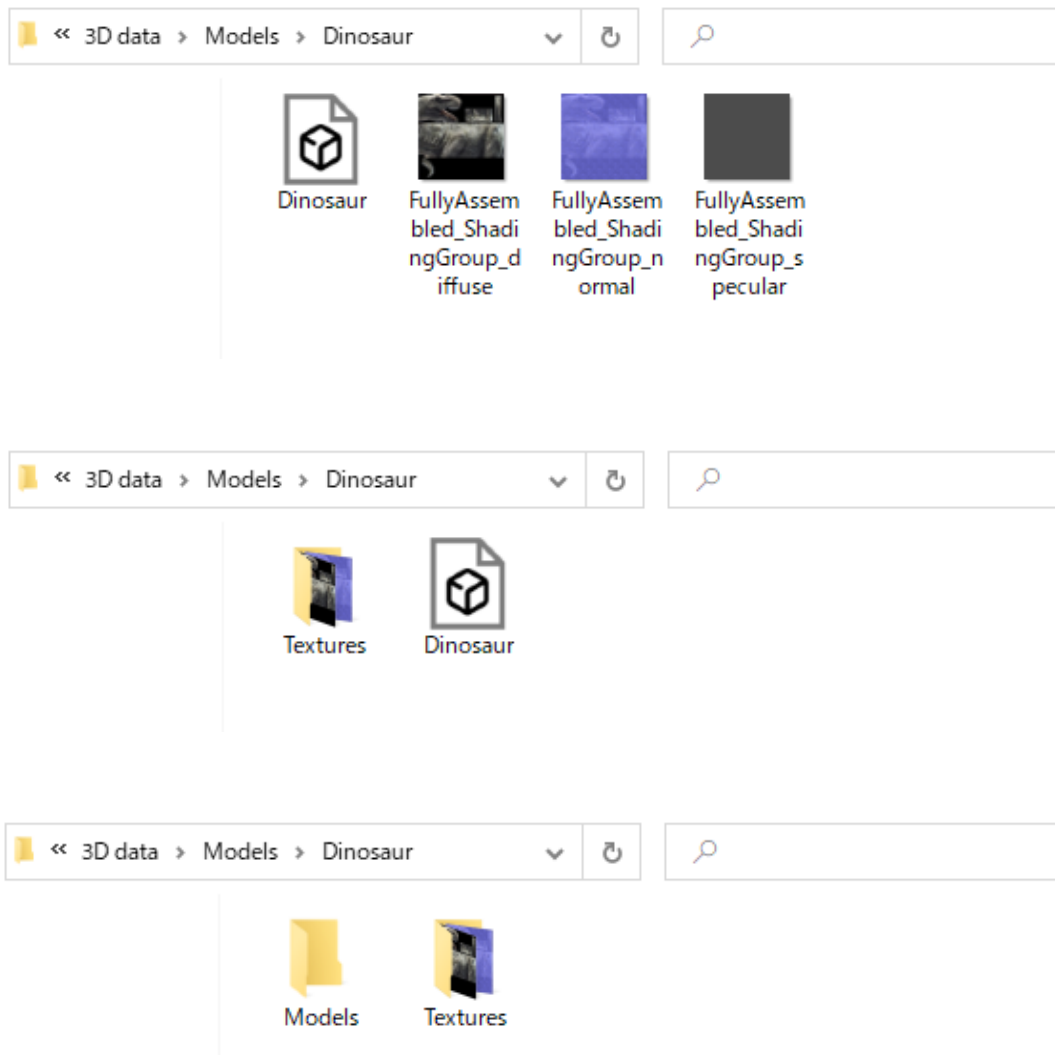 « 3D data > Models > Dinosaur
Dinosaur
FullyAssem
bled_Shadi
ngGroup_d
iffuse
FullyAssem
bled_Shadi
ngGroup_n
ormal
FullyAssem
bled_Shadi
ngGroup_s
pecular
« 3D data > Models > Dinosaur
Textures
Dinosaur
« 3D data > Models > Dinosaur
Models
Textures